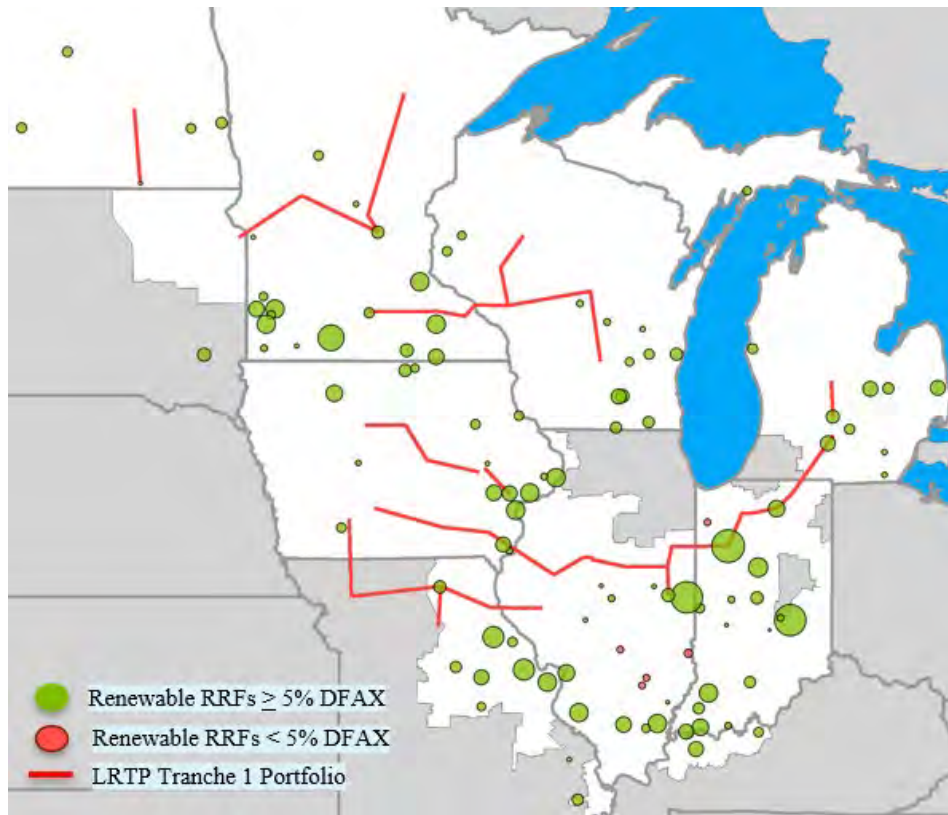 Renewable RRFs ≥ 5% DFAX
Renewable RRFs < 5% DFAX
LRTP Tranche 1 Portfolio